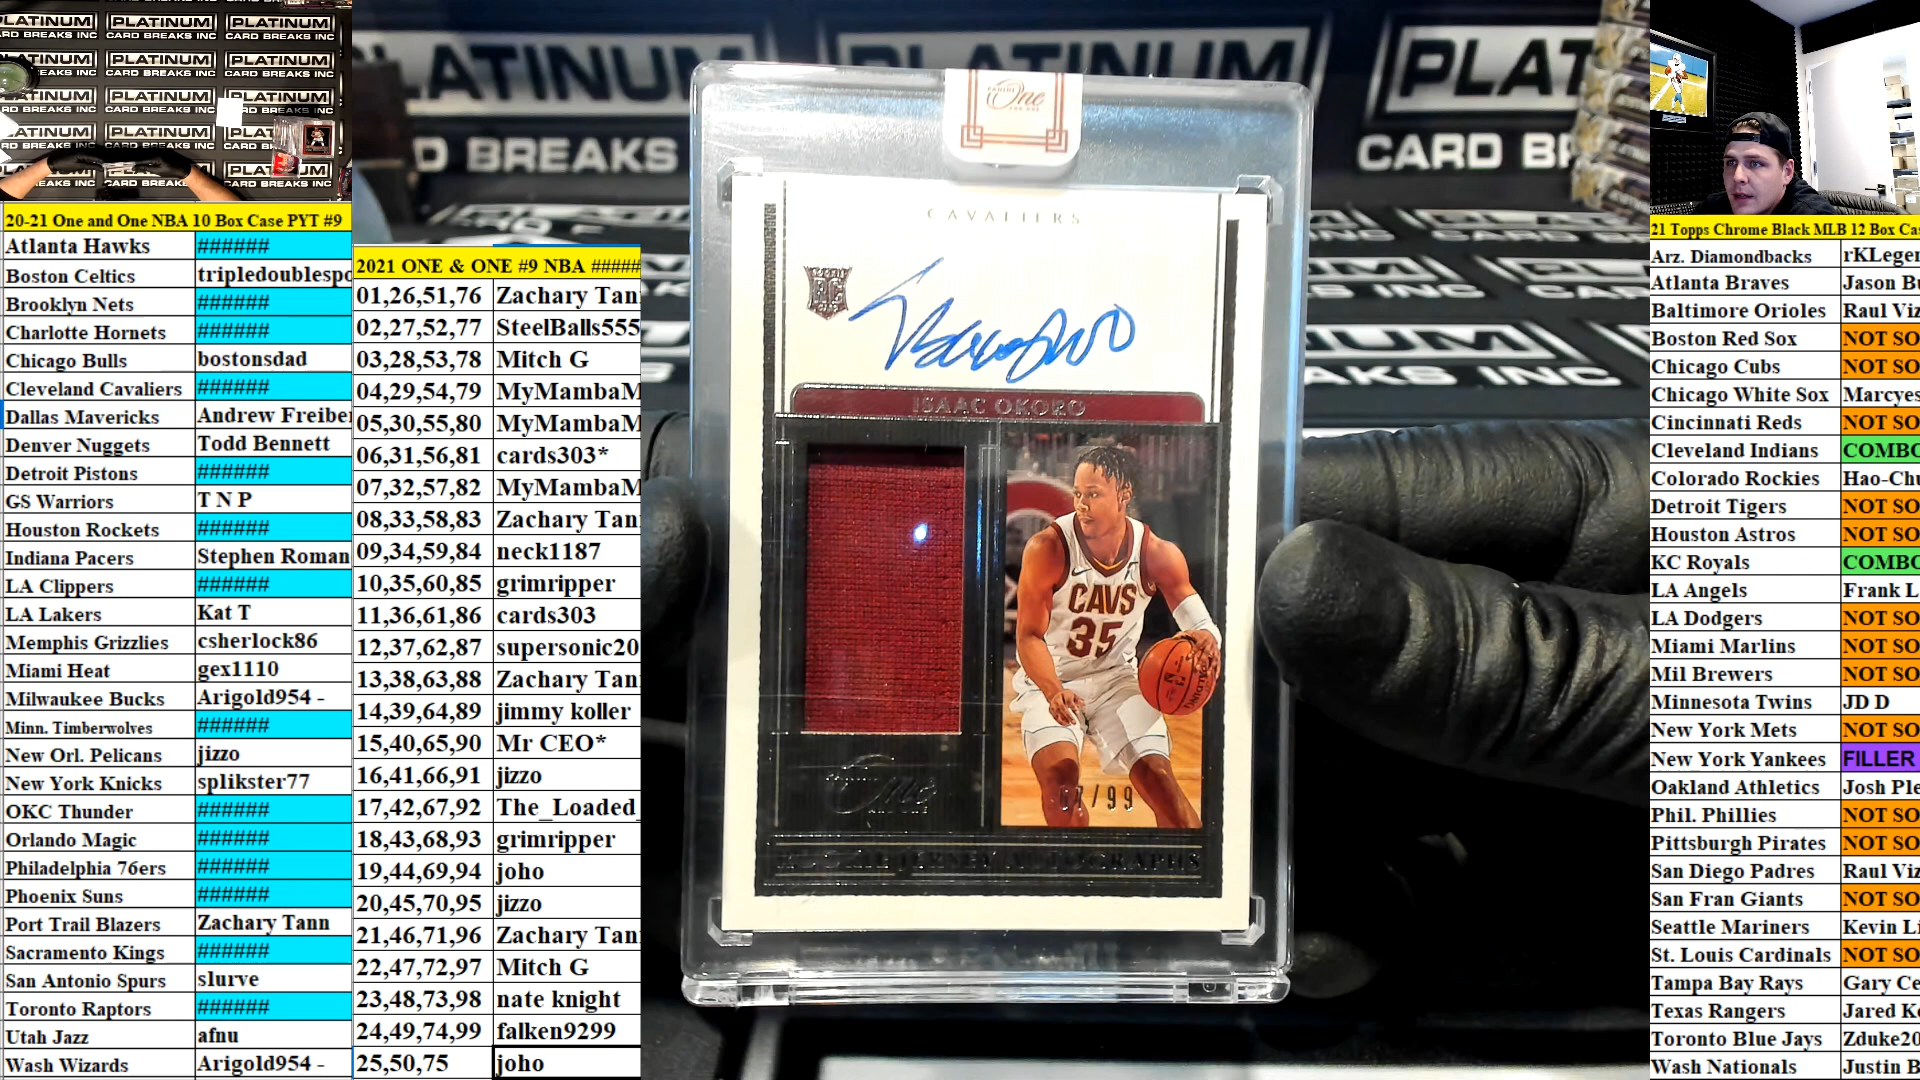 PLATINUM
CARD BREAKS INC
20-21 One and One NBA 10 Box Case PYT #9
Atlanta Hawks ######
Boston Celtics tripledoublespo
Brooklyn Nets ######
Charlotte Hornets ######
Chicago Bulls bostonsdad
Cleveland Cavaliers ######
Dallas Mavericks Andrew Freiber
Denver Nuggets Todd Bennett
Detroit Pistons ######
GS Warriors T N P
Houston Rockets ######
Indiana Pacers Stephen Roman
LA Clippers ######
LA Lakers Kat T
Memphis Grizzlies csherlock86
Miami Heat gex1110
Milwaukee Bucks Arigold954 -
Minn. Timberwolves ######
New Orl. Pelicans jizzo
New York Knicks splikster77
OKC Thunder ######
Orlando Magic ######
Philadelphia 76ers ######
Phoenix Suns ######
Port Trail Blazers Zachary Tann
Sacramento Kings ######
San Antonio Spurs slurve
Toronto Raptors ######
Utah Jazz afnu
Wash Wizards Arigold954 -
2021 ONE & ONE #9 NBA #####
01,26,51,76 Zachary Tan
02,27,52,77 SteelBalls555
03,28,53,78 Mitch G
04,29,54,79 MyMambaM
05,30,55,80 MyMambaM
06,31,56,81 cards303*
07,32,57,82 MyMambaM
08,33,58,83 Zachary Tan
09,34,59,84 neck1187
10,35,60,85 grimripper
11,36,61,86 cards303
12,37,62,87 supersonic20
13,38,63,88 Zachary Tan
14,39,64,89 jimmy koller
15,40,65,90 Mr CEO*
16,41,66,91 jizzo
17,42,67,92 The_Loaded_
18,43,68,93 grimripper
19,44,69,94 joho
20,45,70,95 jizzo
21,46,71,96 Zachary Tan
22,47,72,97 Mitch G
23,48,73,98 nate knight
24,49,74,99 falken9299
25,50,75 joho
PLATINUM
CARD BREAKS INC
One
CAVALIERS
RC
ISAAC OKORO
CAVS
35
One
/99
JERSEY AUTOGRAPHS
21 Topps Chrome Black MLB 12 Box Cas
Arz. Diamondbacks rKLegen
Atlanta Braves Jason Bu
Baltimore Orioles Raul Viz
Boston Red Sox NOT SO
Chicago Cubs NOT SO
Chicago White Sox Marcyes
Cincinnati Reds NOT SO
Cleveland Indians COMBO
Colorado Rockies Hao-Chu
Detroit Tigers NOT SO
Houston Astros NOT SO
KC Royals COMBO
LA Angels Frank L
LA Dodgers NOT SO
Miami Marlins NOT SO
Mil Brewers NOT SO
Minnesota Twins JD D
New York Mets NOT SO
New York Yankees FILLER
Oakland Athletics Josh Ple
Phil. Phillies NOT SO
Pittsburgh Pirates NOT SO
San Diego Padres Raul Viz
San Fran Giants NOT SO
Seattle Mariners Kevin Li
St. Louis Cardinals NOT SO
Tampa Bay Rays Gary Ce
Texas Rangers Jared Ke
Toronto Blue Jays Zduke20
Wash Nationals Justin B